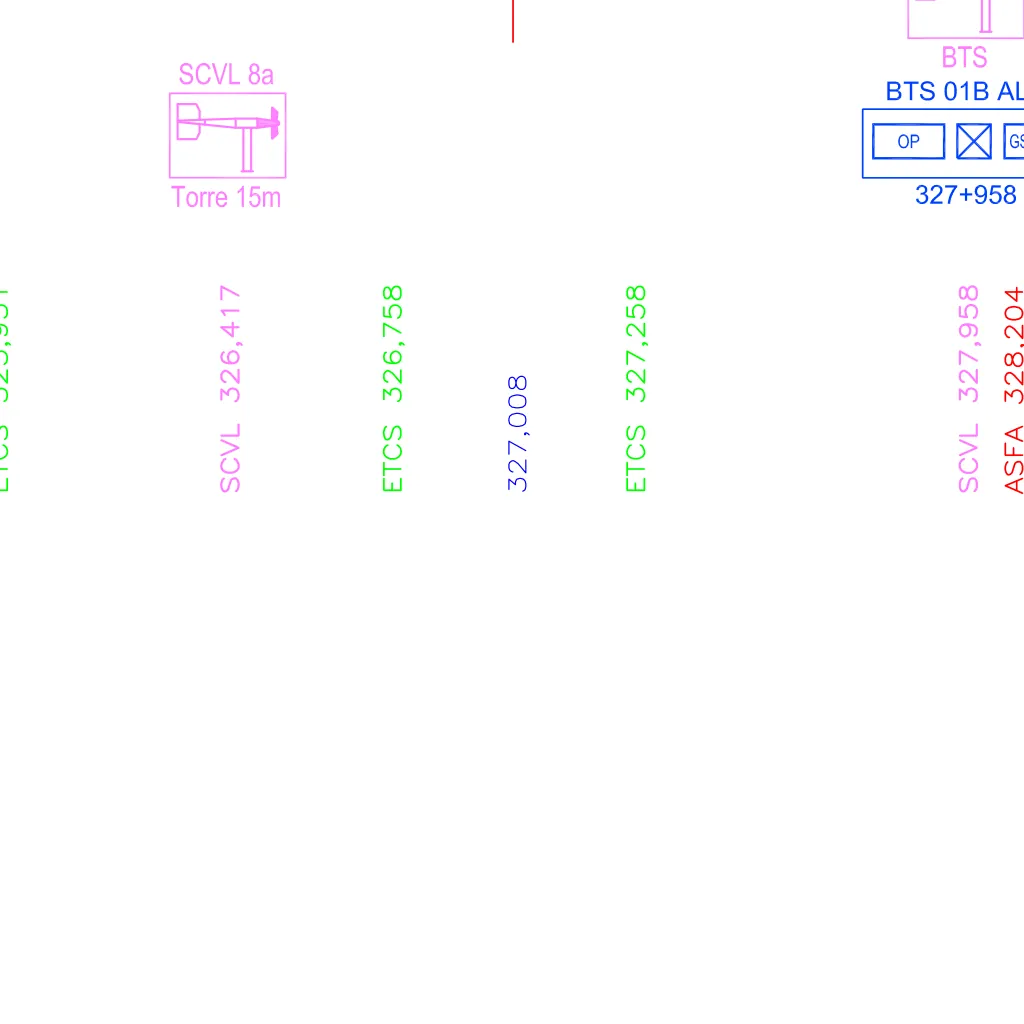 BTS
SCVL 8a
BTS 01B AL
OP
GS
Torre 15m
327+958
SCVL 326,417
ETCS 326,758
327,008
ETCS 327,258
SCVL 327,958
ASFA 328,204